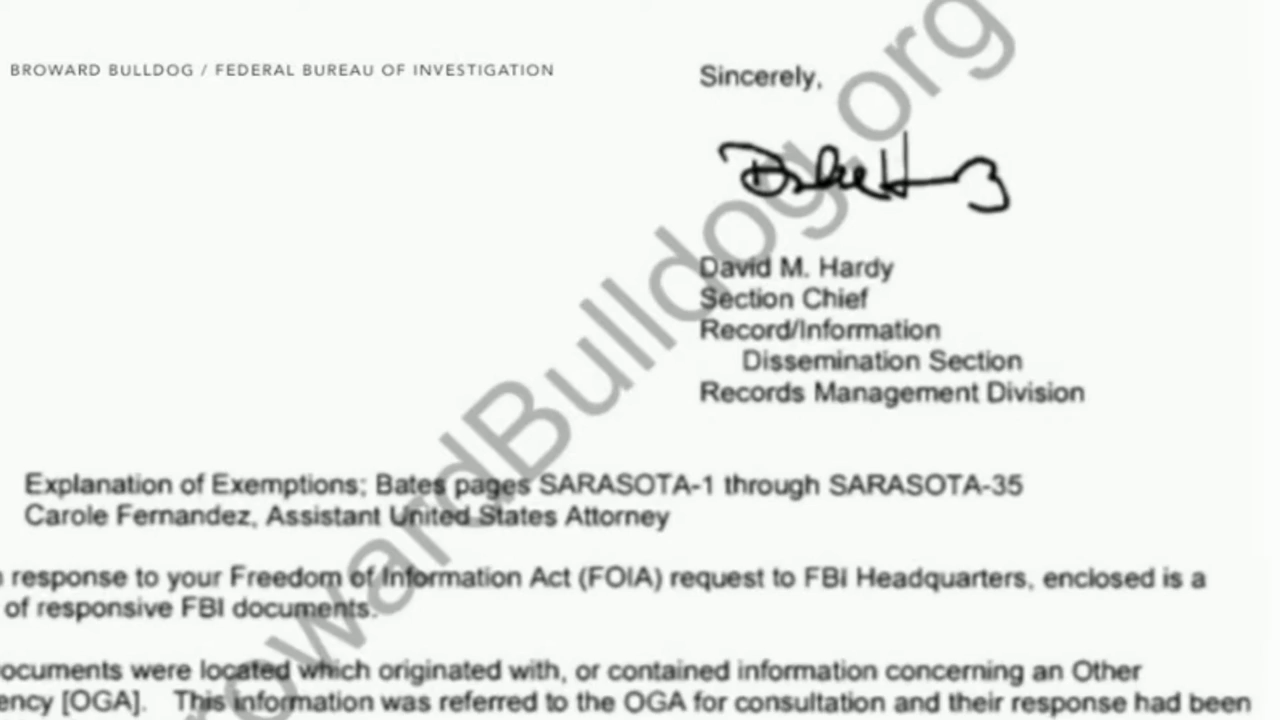 BROWARD BULLDOG / FEDERAL BUREAU OF INVESTIGATION
Sincerely,
David M. Hardy
Section Chief
Record/Information
Dissemination Section
Records Management Division
Explanation of Exemptions; Bates pages SARASOTA-1 through SARASOTA-35
Carole Fernandez, Assistant United States Attorney
response to your Freedom of Information Act (FOIA) request to FBI Headquarters, enclosed is a
of responsive FBI documents.
ocuments were located which originated with, or contained information concerning an Other
ency [OGA]. This information was referred to the OGA for consultation and their response had been
rowardBulldog.org